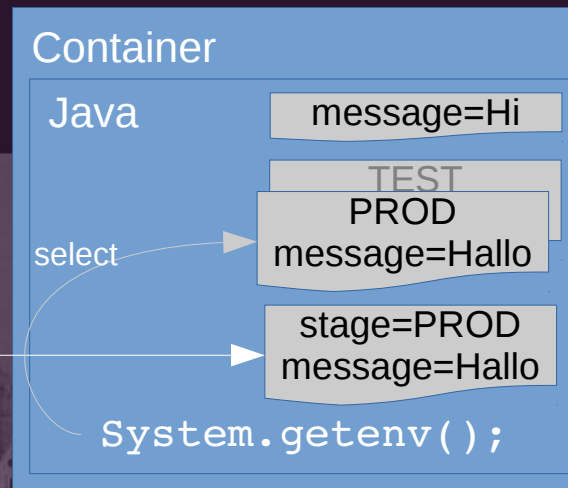 Container
Java
message=Hi
TEST
PROD
message=Hallo
select
stage=PROD
message=Hallo
System.getenv();